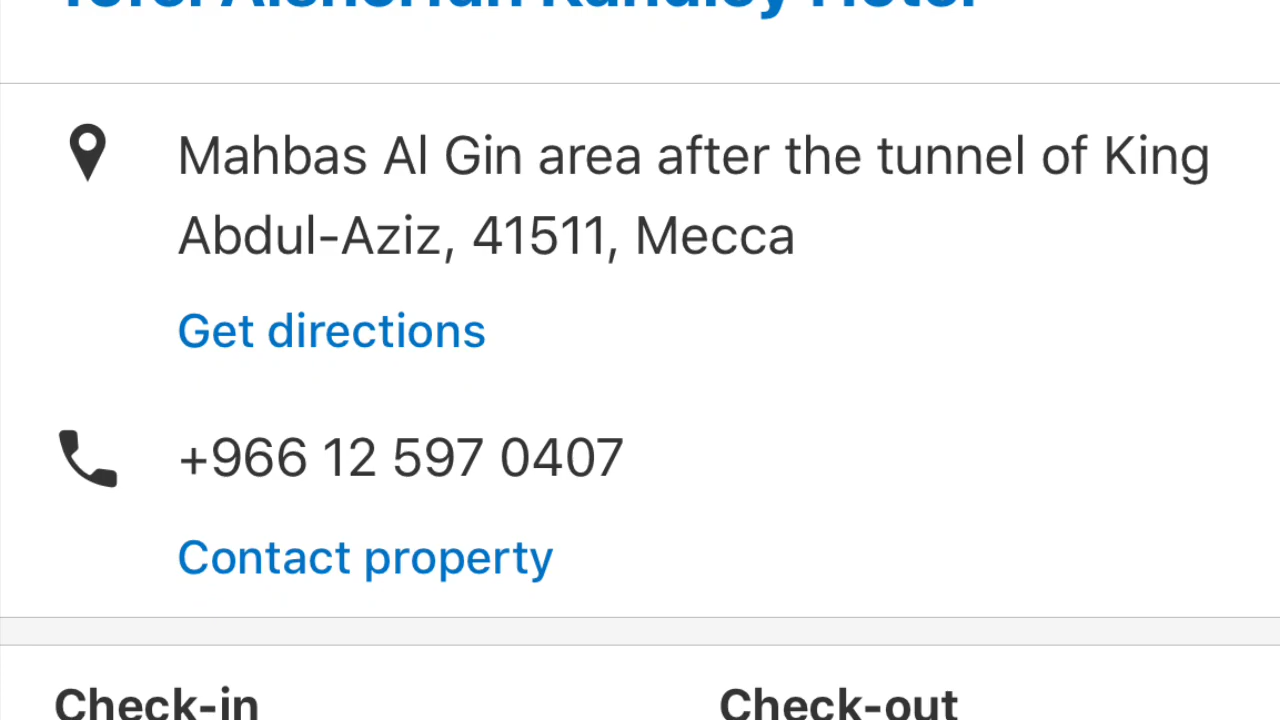 Hotel
Mahbas Al Gin area after the tunnel of King
Abdul-Aziz, 41511, Mecca
Get directions
+966 12 597 0407
Contact property
Check-in Check-out